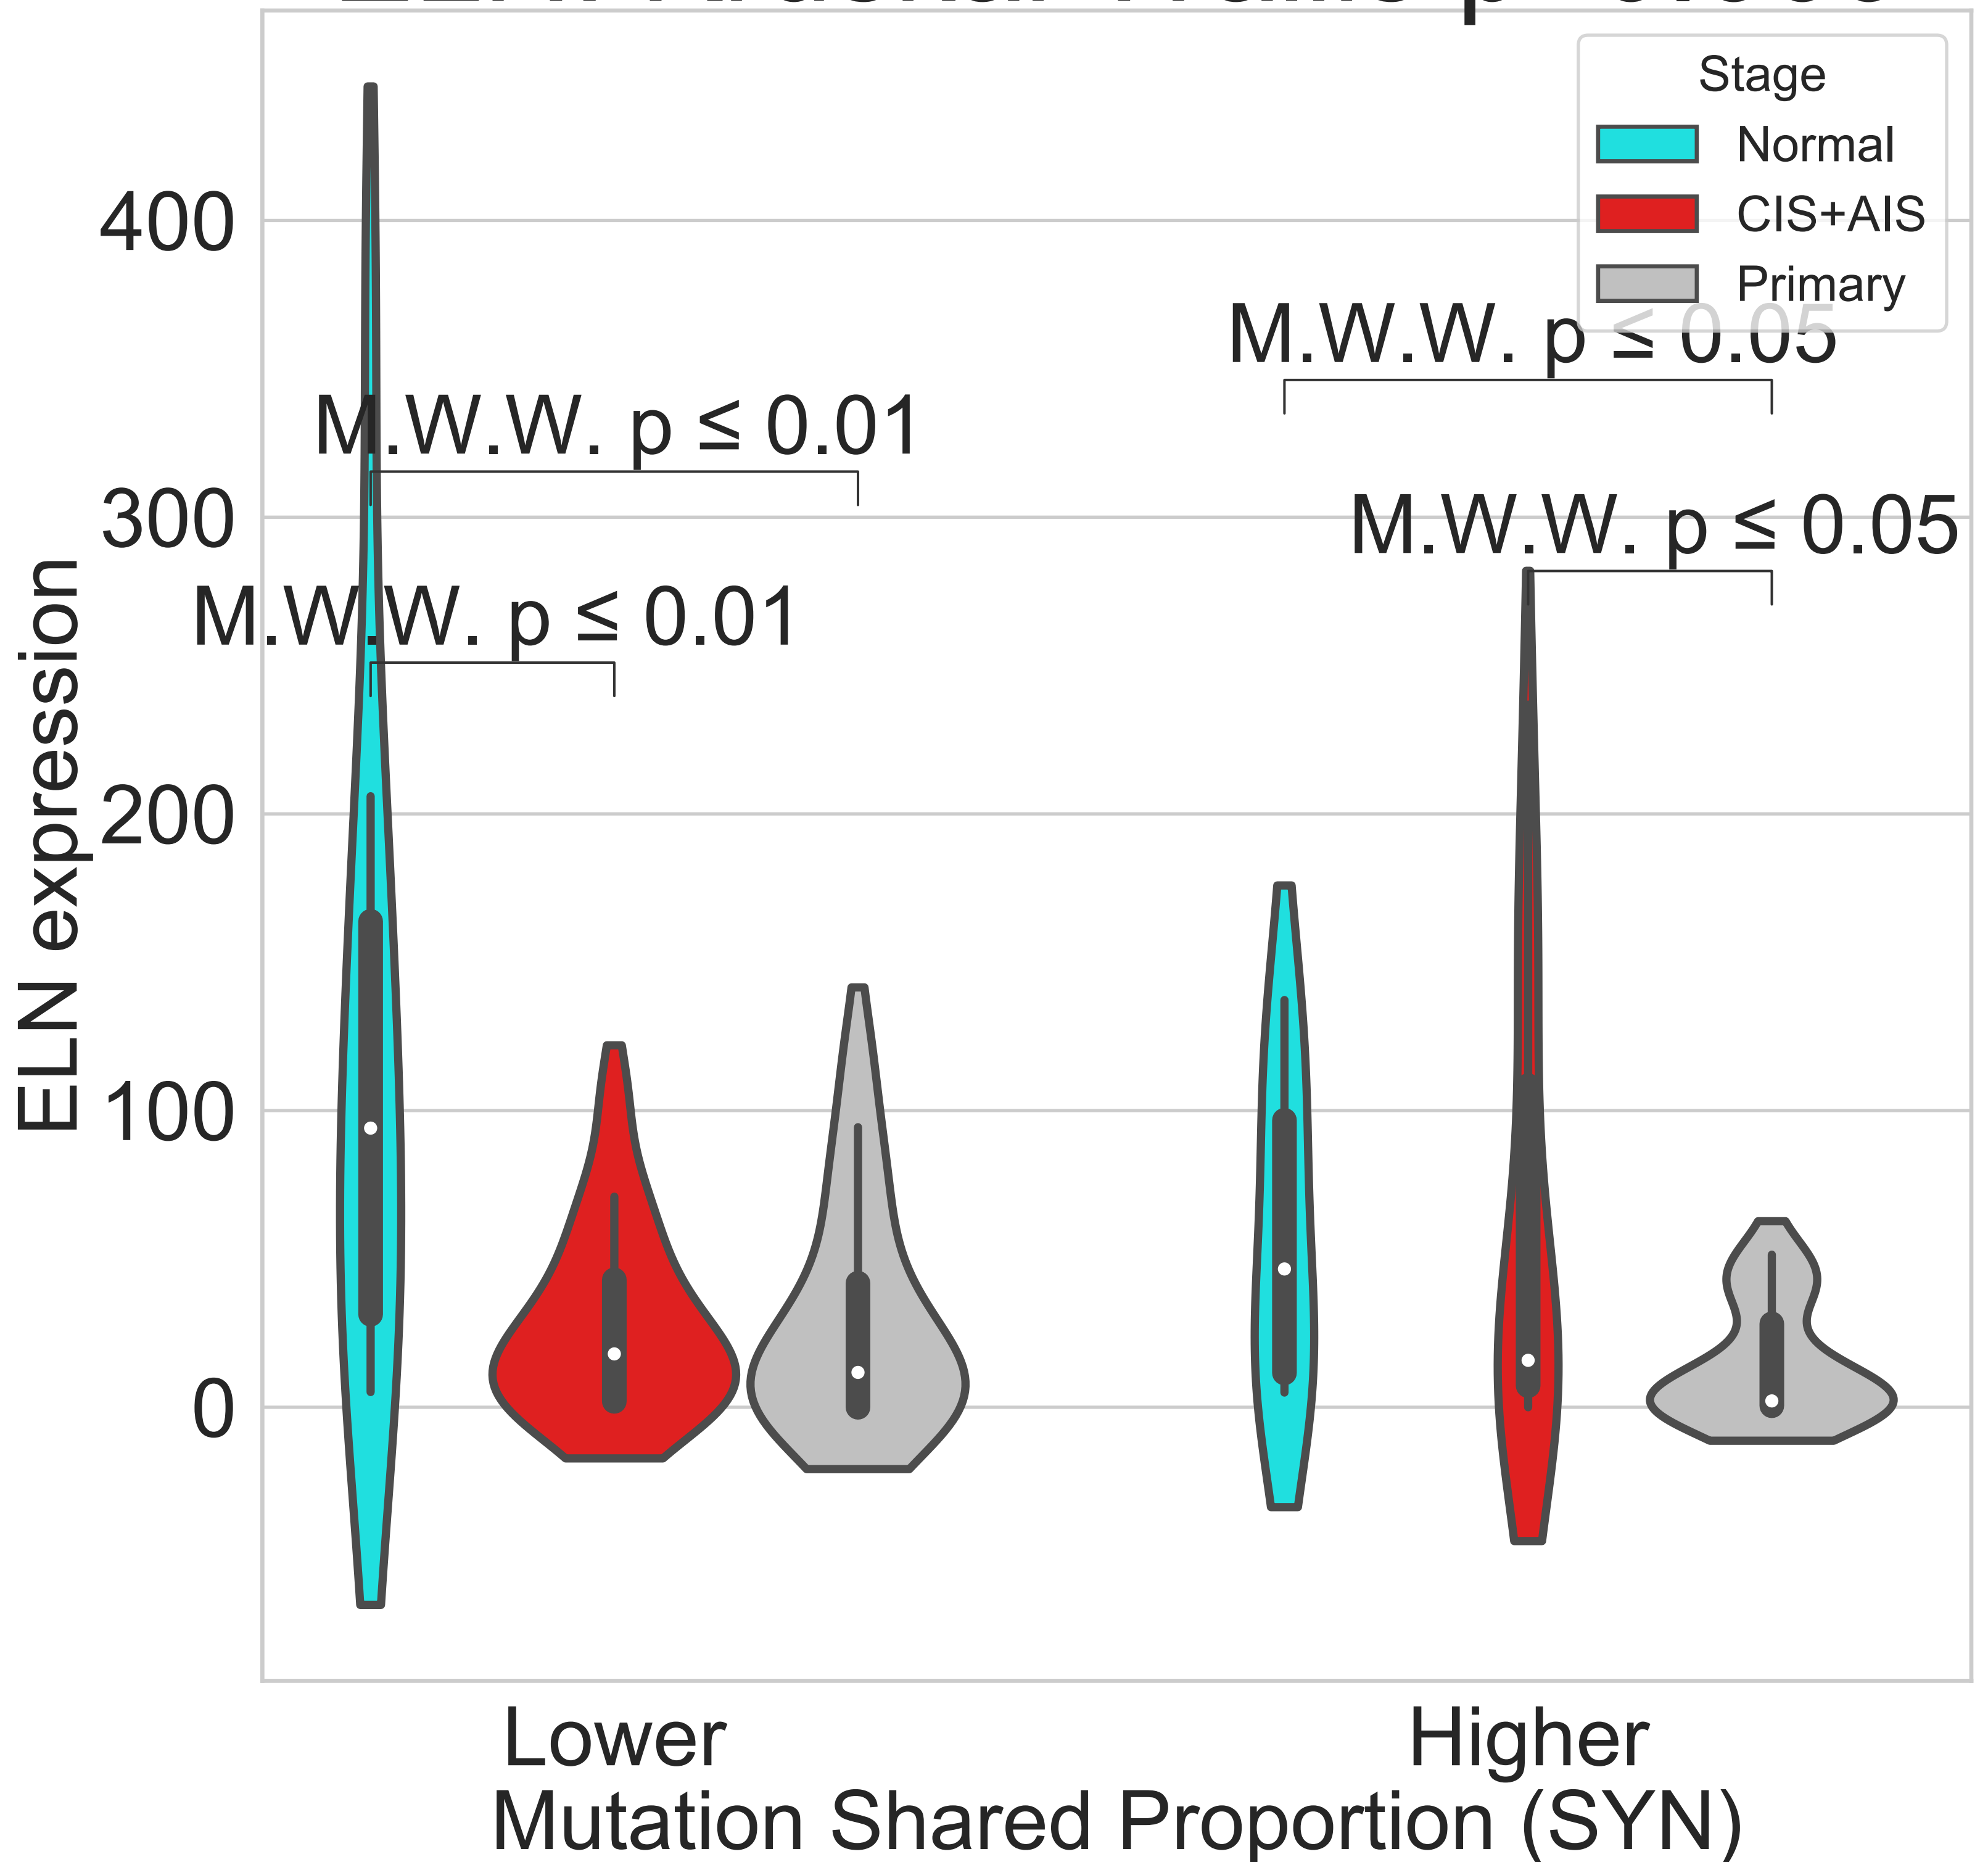 Stage
Normal
CIS+AIS
Primary
400
300
200
100
0
ELN expression
M.W.W. p ≤ 0.05
M.W.W. p ≤ 0.01
M.W.W. p ≤ 0.05
M.W.W. p ≤ 0.01
Lower
Higher
Mutation Shared Proportion (SYN)